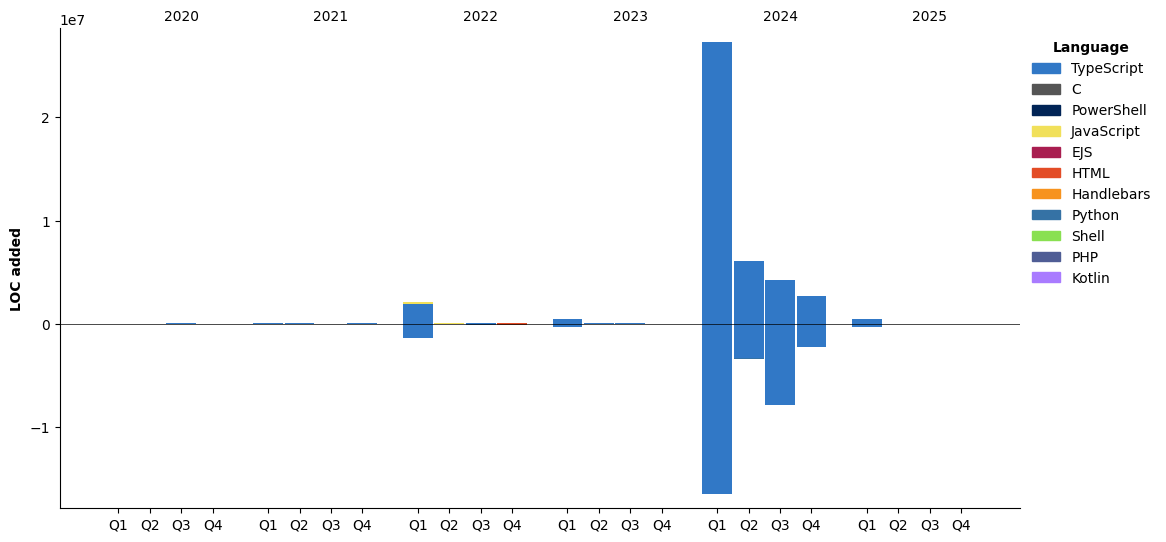 1e7
2020 2021 2022 2023 2024 2025
Language
TypeScript
C
PowerShell
JavaScript
EJS
HTML
Handlebars
Python
Shell
PHP
Kotlin
LOC added
2
1
0
−1
Q1 Q2 Q3 Q4 Q1 Q2 Q3 Q4 Q1 Q2 Q3 Q4 Q1 Q2 Q3 Q4 Q1 Q2 Q3 Q4 Q1 Q2 Q3 Q4